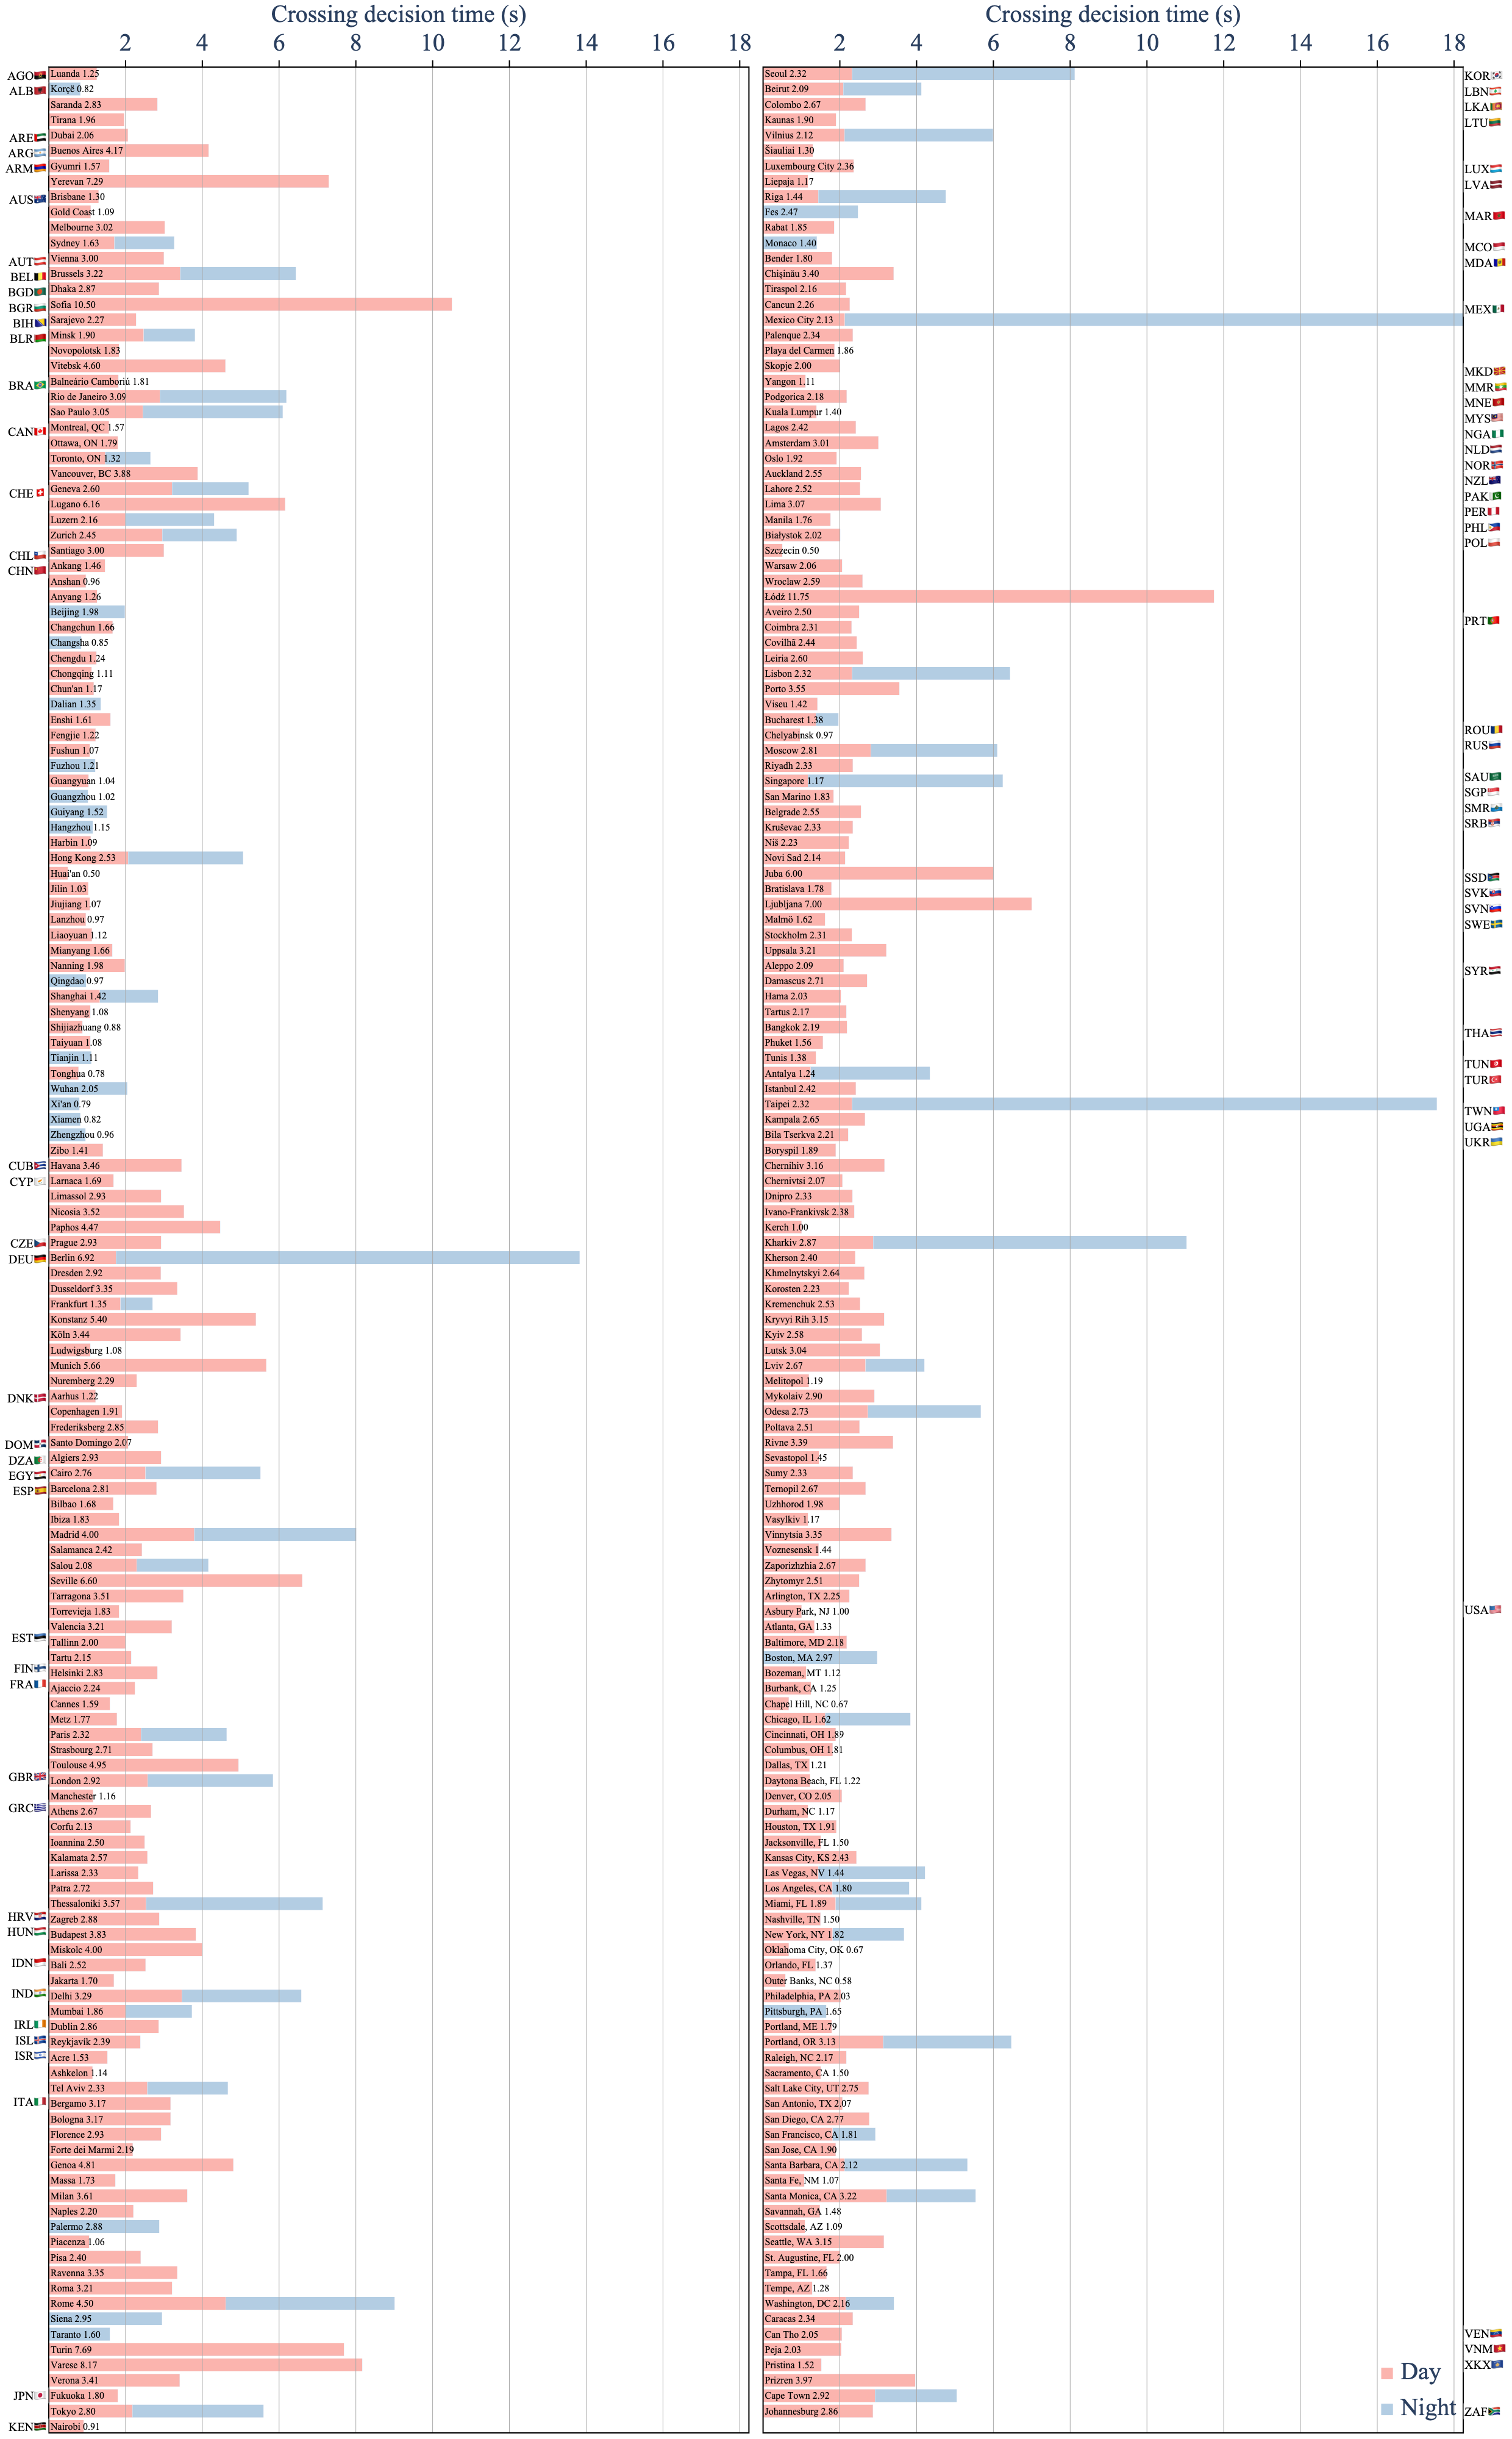 Crossing decision time (s)
2 4 6 8 10 12 14 16 18
AGO Luanda 1.25
ALB Korçë 0.82
Saranda 2.83
Tirana 1.96
ARE Dubai 2.06
ARG Buenos Aires 4.17
ARM Gyumri 1.57
Yerevan 7.29
AUS Brisbane 1.30
Gold Coast 1.09
Melbourne 3.02
Sydney 1.63
AUT Vienna 3.00
BEL Brussels 3.22
BGD Dhaka 2.87
BGR Sofia 10.50
BIH Sarajevo 2.27
BLR Minsk 1.90
Novopolotsk 1.83
Vitebsk 4.60
BRA Balneário Camboriú 1.81
Rio de Janeiro 3.09
Sao Paulo 3.05
CAN Montreal, QC 1.57
Ottawa, ON 1.79
Toronto, ON 1.32
Vancouver, BC 3.88
CHE Geneva 2.60
Lugano 6.16
Luzern 2.16
Zurich 2.45
CHL Santiago 3.00
CHN Ankang 1.46
Anshan 0.96
Anyang 1.26
Beijing 1.98
Changchun 1.66
Changsha 0.85
Chengdu 1.24
Chongqing 1.11
Chun'an 1.17
Dalian 1.35
Enshi 1.61
Fengjie 1.22
Fushun 1.07
Fuzhou 1.21
Guangyuan 1.04
Guangzhou 1.02
Guiyang 1.52
Hangzhou 1.15
Harbin 1.09
Hong Kong 2.53
Huai'an 0.50
Jilin 1.03
Jiujiang 1.07
Lanzhou 0.97
Liaoyuan 1.12
Mianyang 1.66
Nanning 1.98
Qingdao 0.97
Shanghai 1.42
Shenyang 1.08
Shijiazhuang 0.88
Taiyuan 1.08
Tianjin 1.11
Tonghua 0.78
Wuhan 2.05
Xi'an 0.79
Xiamen 0.82
Zhengzhou 0.96
Zibo 1.41
CUB Havana 3.46
CYP Larnaca 1.69
Limassol 2.93
Nicosia 3.52
Paphos 4.47
CZE Prague 2.93
DEU Berlin 6.92
Dresden 2.92
Dusseldorf 3.35
Frankfurt 1.35
Konstanz 5.40
Köln 3.44
Ludwigsburg 1.08
Munich 5.66
Nuremberg 2.29
DNK Aarhus 1.22
Copenhagen 1.91
Frederiksberg 2.85
DOM Santo Domingo 2.07
DZA Algiers 2.93
EGY Cairo 2.76
ESP Barcelona 2.81
Bilbao 1.68
Ibiza 1.83
Madrid 4.00
Salamanca 2.42
Salou 2.08
Seville 6.60
Tarragona 3.51
Torrevieja 1.83
Valencia 3.21
EST Tallinn 2.00
Tartu 2.15
FIN Helsinki 2.83
FRA Ajaccio 2.24
Cannes 1.59
Metz 1.77
Paris 2.32
Strasbourg 2.71
Toulouse 4.95
GBR London 2.92
Manchester 1.16
GRC Athens 2.67
Corfu 2.13
Ioannina 2.50
Kalamata 2.57
Larissa 2.33
Patra 2.72
Thessaloniki 3.57
HRV Zagreb 2.88
HUN Budapest 3.83
Miskolc 4.00
IDN Bali 2.52
Jakarta 1.70
IND Delhi 3.29
Mumbai 1.86
IRL Dublin 2.86
ISL Reykjavík 2.39
ISR Acre 1.53
Ashkelon 1.14
Tel Aviv 2.33
ITA Bergamo 3.17
Bologna 3.17
Florence 2.93
Forte dei Marmi 2.19
Genoa 4.81
Massa 1.73
Milan 3.61
Naples 2.20
Palermo 2.88
Piacenza 1.06
Pisa 2.40
Ravenna 3.35
Roma 3.21
Rome 4.50
Siena 2.95
Taranto 1.60
Turin 7.69
Varese 8.17
Verona 3.41
JPN Fukuoka 1.80
Tokyo 2.80
KEN Nairobi 0.91
Crossing decision time (s)
2 4 6 8 10 12 14 16 18
Seoul 2.32 KOR
Beirut 2.09 LBN
Colombo 2.67 LKA
Kaunas 1.90 LTU
Vilnius 2.12
Šiauliai 1.30
Luxembourg City 2.36 LUX
Liepaja 1.17 LVA
Riga 1.44
Fes 2.47 MAR
Rabat 1.85
Monaco 1.40 MCO
Bender 1.80 MDA
Chișinău 3.40
Tiraspol 2.16
Cancun 2.26 MEX
Mexico City 2.13
Palenque 2.34
Playa del Carmen 1.86
Skopje 2.00 MKD
Yangon 1.11 MMR
Podgorica 2.18 MNE
Kuala Lumpur 1.40 MYS
Lagos 2.42 NGA
Amsterdam 3.01 NLD
Oslo 1.92 NOR
Auckland 2.55 NZL
Lahore 2.52 PAK
Lima 3.07 PER
Manila 1.76 PHL
Białystok 2.02 POL
Szczecin 0.50
Warsaw 2.06
Wroclaw 2.59
Łódź 11.75
Aveiro 2.50 PRT
Coimbra 2.31
Covilhã 2.44
Leiria 2.60
Lisbon 2.32
Porto 3.55
Viseu 1.42
Bucharest 1.38 ROU
Chelyabinsk 0.97 RUS
Moscow 2.81
Riyadh 2.33 SAU
Singapore 1.17 SGP
San Marino 1.83 SMR
Belgrade 2.55 SRB
Kruševac 2.33
Niš 2.23
Novi Sad 2.14
Juba 6.00 SSD
Bratislava 1.78 SVK
Ljubljana 7.00 SVN
Malmö 1.62 SWE
Stockholm 2.31
Uppsala 3.21
Aleppo 2.09 SYR
Damascus 2.71
Hama 2.03
Tartus 2.17
Bangkok 2.19 THA
Phuket 1.56
Tunis 1.38 TUN
Antalya 1.24 TUR
Istanbul 2.42
Taipei 2.32 TWN
Kampala 2.65 UGA
Bila Tserkva 2.21 UKR
Boryspil 1.89
Chernihiv 3.16
Chernivtsi 2.07
Dnipro 2.33
Ivano-Frankivsk 2.38
Kerch 1.00
Kharkiv 2.87
Kherson 2.40
Khmelnytskyi 2.64
Korosten 2.23
Kremenchuk 2.53
Kryvyi Rih 3.15
Kyiv 2.58
Lutsk 3.04
Lviv 2.67
Melitopol 1.19
Mykolaiv 2.90
Odesa 2.73
Poltava 2.51
Rivne 3.39
Sevastopol 1.45
Sumy 2.33
Ternopil 2.67
Uzhhorod 1.98
Vasylkiv 1.17
Vinnytsia 3.35
Voznesensk 1.44
Zaporizhzhia 2.67
Zhytomyr 2.51
Arlington, TX 2.25
Asbury Park, NJ 1.00 USA
Atlanta, GA 1.33
Baltimore, MD 2.18
Boston, MA 2.97
Bozeman, MT 1.12
Burbank, CA 1.25
Chapel Hill, NC 0.67
Chicago, IL 1.62
Cincinnati, OH 1.89
Columbus, OH 1.81
Dallas, TX 1.21
Daytona Beach, FL 1.22
Denver, CO 2.05
Durham, NC 1.17
Houston, TX 1.91
Jacksonville, FL 1.50
Kansas City, KS 2.43
Las Vegas, NV 1.44
Los Angeles, CA 1.80
Miami, FL 1.89
Nashville, TN 1.50
New York, NY 1.82
Oklahoma City, OK 0.67
Orlando, FL 1.37
Outer Banks, NC 0.58
Philadelphia, PA 2.03
Pittsburgh, PA 1.65
Portland, ME 1.79
Portland, OR 3.13
Raleigh, NC 2.17
Sacramento, CA 1.50
Salt Lake City, UT 2.75
San Antonio, TX 2.07
San Diego, CA 2.77
San Francisco, CA 1.81
San Jose, CA 1.90
Santa Barbara, CA 2.12
Santa Fe, NM 1.07
Santa Monica, CA 3.22
Savannah, GA 1.48
Scottsdale, AZ 1.09
Seattle, WA 3.15
St. Augustine, FL 2.00
Tampa, FL 1.66
Tempe, AZ 1.28
Washington, DC 2.16
Caracas 2.34 VEN
Can Tho 2.05 VNM
Peja 2.03 XKX
Pristina 1.52
Prizren 3.97
Cape Town 2.92 ZAF
Johannesburg 2.86
Day
Night